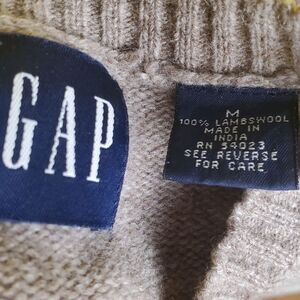 GAP
M
100% LAMBSWOOL
MADE IN
INDIA
RN 54023
SEE REVERSE
FOR CARE